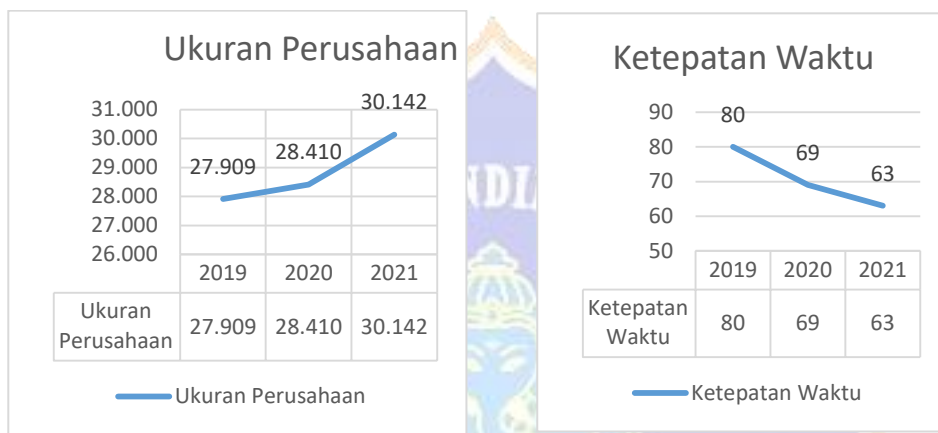 Ukuran Perusahaan
31.000
30.000
29.000
28.000
27.000
26.000
27.909
28.410
30.142
2019 2020 2021
Ukuran Perusahaan 27.909 28.410 30.142
Ukuran Perusahaan
Ketepatan Waktu
90
80
70
60
50
80
69
63
2019 2020 2021
Ketepatan Waktu 80 69 63
Ketepatan Waktu